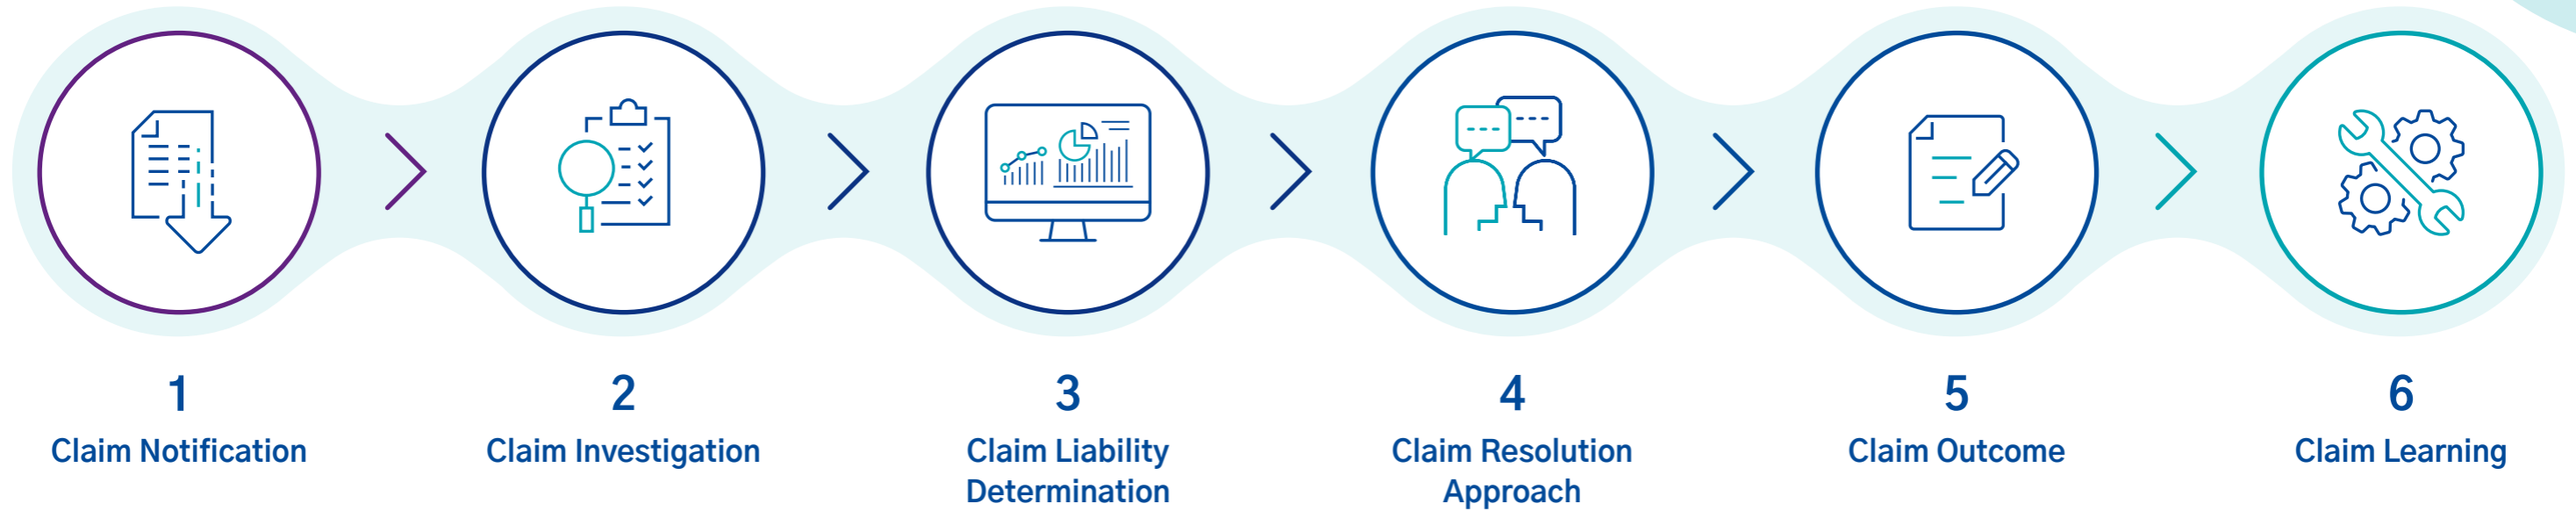 1
Claim Notification
2
Claim Investigation
3
Claim Liability
Determination
4
Claim Resolution
Approach
5
Claim Outcome
6
Claim Learning